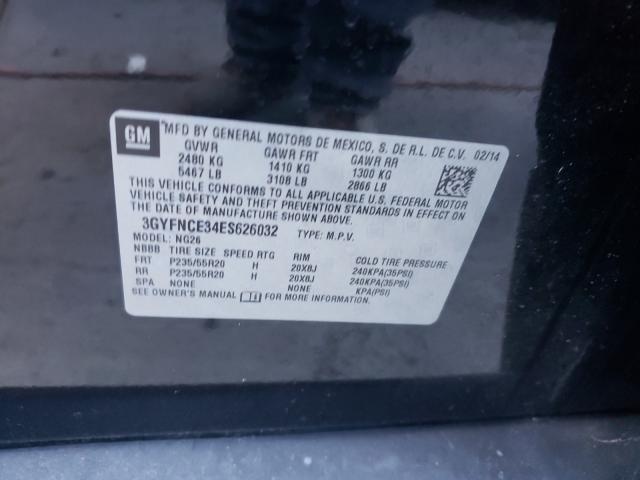 GM
MFD BY GENERAL MOTORS DE MEXICO, S. DE R.L. DE C.V. 02/14
GVWR GAWR FRT GAWR RR
2480 KG 1410 KG 1300 KG
5467 LB 3108 LB 2866 LB
THIS VEHICLE CONFORMS TO ALL APPLICABLE U.S. FEDERAL MOTOR
VEHICLE SAFETY AND THEFT PREVENTION STANDARDS IN EFFECT
ON THE DATE OF MANUFACTURE SHOWN ABOVE.
3GYFNCE34ES626032 TYPE: M.P.V.
MODEL: NG26
NBBB TIRE SIZE SPEED RTG RIM COLD TIRE PRESSURE
FRT P235/55R20 H 20X8J 240KPA(35PSI)
RR P235/55R20 H 20X8J 240KPA(35PSI)
SPA NONE NONE KPA(PSI)
SEE OWNER'S MANUAL FOR MORE INFORMATION.